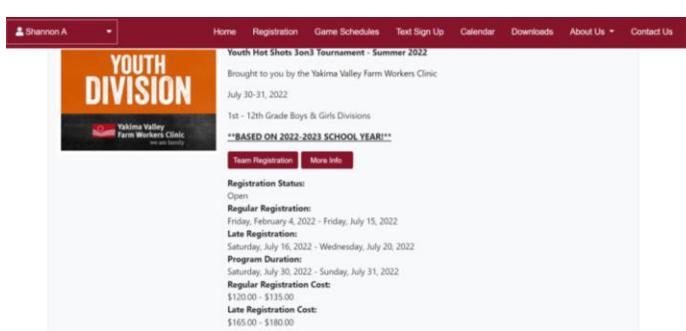 Shannon A
Home Registration Game Schedules Text Sign Up Calendar Downloads About Us Contact Us
YOUTH
DIVISION
Yakima Valley
Farm Workers Clinic
we are family
Youth Hot Shots 3on3 Tournament - Summer 2022
Brought to you by the Yakima Valley Farm Workers Clinic
July 30-31, 2022
1st - 12th Grade Boys & Girls Divisions
**BASED ON 2022-2023 SCHOOL YEAR!**
Team Registration More Info
Registration Status:
Open
Regular Registration:
Friday, February 4, 2022 - Friday, July 15, 2022
Late Registration:
Saturday, July 16, 2022 - Wednesday, July 20, 2022
Program Duration:
Saturday, July 30, 2022 - Sunday, July 31, 2022
Regular Registration Cost:
$120.00 - $135.00
Late Registration Cost:
$165.00 - $180.00